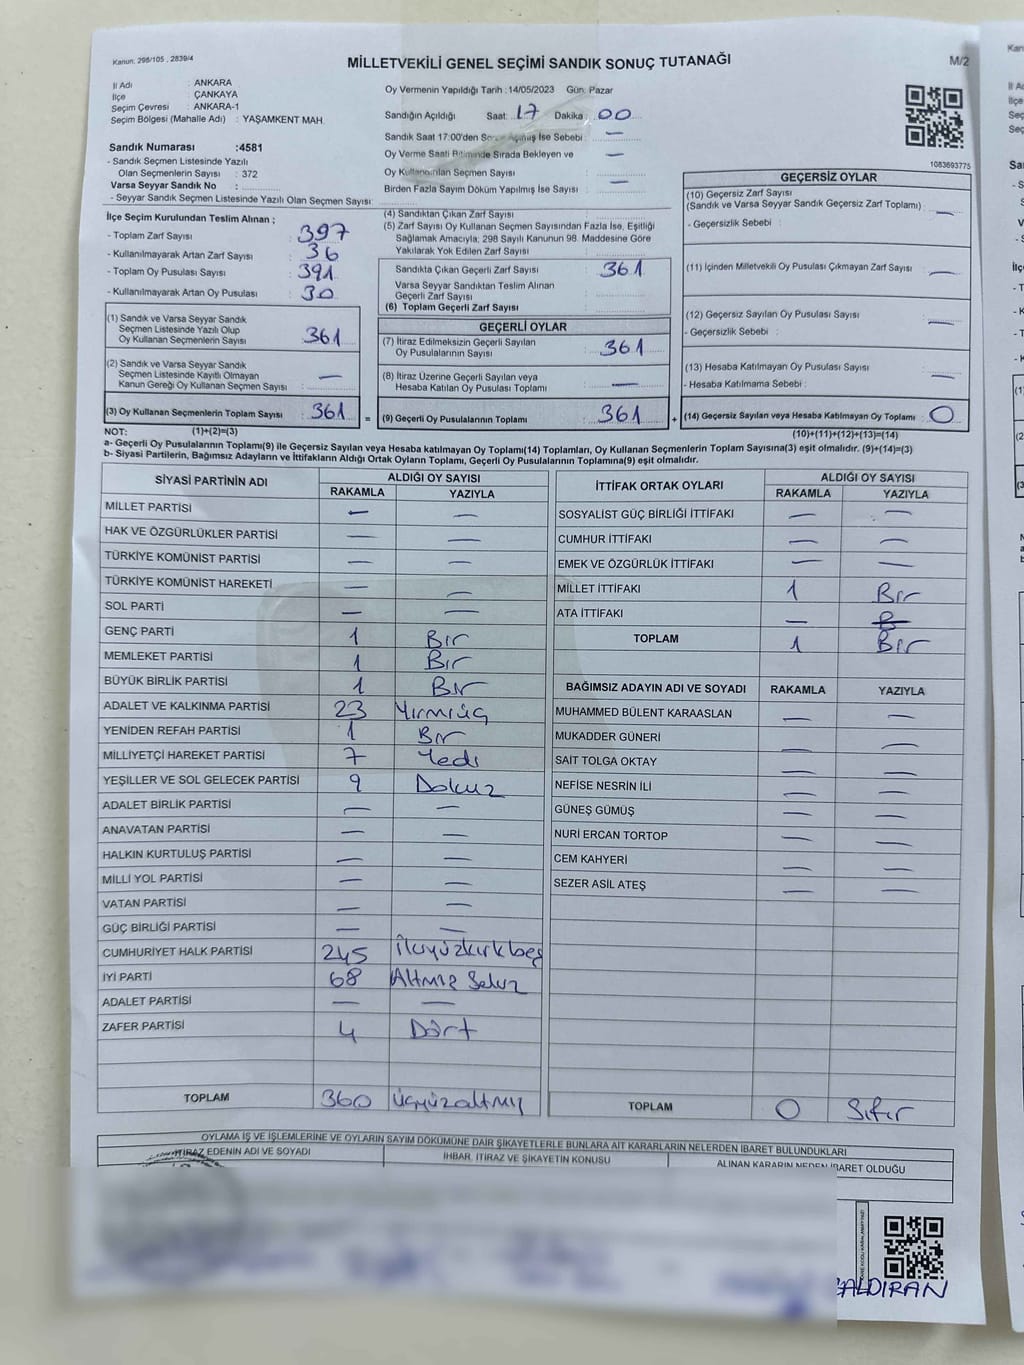 Kanun. 298/105 , 2839/4
MİLLETVEKİLİ GENEL SEÇİMİ SANDIK SONUÇ TUTANAĞI
M/2
İl Adı : ANKARA
İlçe : ÇANKAYA
Seçim Çevresi : ANKARA-1
Seçim Bölgesi (Mahalle Adı) : YAŞAMKENT MAH.
Oy Vermenin Yapıldığı Tarih :14/05/2023 Gün: Pazar
Sandığın Açıldığı Saat: 17 Dakika 00
Sandık Saat 17:00'den Açılmış İse Sebebi : —
Oy Verme Saati Bitiminde Sırada Bekleyen ve —
Oy Kullandırılan Seçmen Sayısı
Birden Fazla Sayım Döküm Yapılmış İse Sayısı —
1083693775
Sandık Numarası :4581
- Sandık Seçmen Listesinde Yazılı
Olan Seçmenlerin Sayısı : 372
Varsa Seyyar Sandık No :
- Seyyar Sandık Seçmen Listesinde Yazılı Olan Seçmen Sayısı:
İlçe Seçim Kurulundan Teslim Alınan ;
- Toplam Zarf Sayısı : 397
- Kullanılmayarak Artan Zarf Sayısı : 36
- Toplam Oy Pusulası Sayısı : 391
- Kullanılmayarak Artan Oy Pusulası : 30
(1) Sandık ve Varsa Seyyar Sandık
Seçmen Listesinde Yazılı Olup
Oy Kullanan Seçmenlerin Sayısı 361
(2) Sandık ve Varsa Seyyar Sandık
Seçmen Listesinde Kayıtlı Olmayan —
Kanun Gereği Oy Kullanan Seçmen Sayısı :
(3) Oy Kullanan Seçmenlerin Toplam Sayısı : 361
(4) Sandıktan Çıkan Zarf Sayısı
(5) Zarf Sayısı Oy Kullanan Seçmen Sayısından Fazla İse, Eşitliği
Sağlamak Amacıyla, 298 Sayılı Kanunun 98. Maddesine Göre
Yakılarak Yok Edilen Zarf Sayısı
Sandıkta Çıkan Geçerli Zarf Sayısı 361
Varsa Seyyar Sandıktan Teslim Alınan
Geçerli Zarf Sayısı
(6) Toplam Geçerli Zarf Sayısı
GEÇERLİ OYLAR
(7) İtiraz Edilmeksizin Geçerli Sayılan
Oy Pusulalarının Sayısı 361
(8) İtiraz Üzerine Geçerli Sayılan veya
Hesaba Katılan Oy Pusulası Toplamı —
= (9) Geçerli Oy Pusulalarının Toplamı 361 +
GEÇERSİZ OYLAR
(10) Geçersiz Zarf Sayısı
(Sandık ve Varsa Seyyar Sandık Geçersiz Zarf Toplamı) : —
- Geçersizlik Sebebi :
(11) İçinden Milletvekili Oy Pusulası Çıkmayan Zarf Sayısı —
(12) Geçersiz Sayılan Oy Pusulası Sayısı —
- Geçersizlik Sebebi :
(13) Hesaba Katılmayan Oy Pusulası Sayısı —
- Hesaba Katılmama Sebebi :
(14) Geçersiz Sayılan veya Hesaba Katılmayan Oy Toplamı : 0
NOT: (1)+(2)=(3) (10)+(11)+(12)+(13)=(14)
a- Geçerli Oy Pusulalarının Toplamı(9) ile Geçersiz Sayılan veya Hesaba katılmayan Oy Toplamı(14) Toplamları, Oy Kullanan Seçmenlerin Toplam Sayısına(3) eşit olmalıdır. (9)+(14)=(3)
b- Siyasi Partilerin, Bağımsız Adayların ve İttifakların Aldığı Ortak Oyların Toplamı, Geçerli Oy Pusulalarının Toplamına(9) eşit olmalıdır.
SİYASİ PARTİNİN ADI ALDIĞI OY SAYISI
RAKAMLA YAZIYLA
MİLLET PARTİSİ — —
HAK VE ÖZGÜRLÜKLER PARTİSİ — —
TÜRKİYE KOMÜNİST PARTİSİ — —
TÜRKİYE KOMÜNİST HAREKETİ — —
SOL PARTİ — —
GENÇ PARTİ 1 Bir
MEMLEKET PARTİSİ 1 Bir
BÜYÜK BİRLİK PARTİSİ 1 Bir
ADALET VE KALKINMA PARTİSİ 23 Yirmiüç
YENİDEN REFAH PARTİSİ 1 Bir
MİLLİYETÇİ HAREKET PARTİSİ 7 Yedi
YEŞİLLER VE SOL GELECEK PARTİSİ 9 Dokuz
ADALET BİRLİK PARTİSİ — —
ANAVATAN PARTİSİ — —
HALKIN KURTULUŞ PARTİSİ — —
MİLLİ YOL PARTİSİ — —
VATAN PARTİSİ — —
GÜÇ BİRLİĞİ PARTİSİ — —
CUMHURİYET HALK PARTİSİ 245 İkiyüzkırkbeş
İYİ PARTİ 68 Altmış Sekiz
ADALET PARTİSİ — —
ZAFER PARTİSİ 4 Dört
TOPLAM 360 Üçyüzaltmış
İTTİFAK ORTAK OYLARI ALDIĞI OY SAYISI
RAKAMLA YAZIYLA
SOSYALİST GÜÇ BİRLİĞİ İTTİFAKI — —
CUMHUR İTTİFAKI — —
EMEK VE ÖZGÜRLÜK İTTİFAKI — —
MİLLET İTTİFAKI 1 Bir
ATA İTTİFAKI —
TOPLAM 1 Bir
BAĞIMSIZ ADAYIN ADI VE SOYADI RAKAMLA YAZIYLA
MUHAMMED BÜLENT KARAASLAN — —
MUKADDER GÜNERİ — —
SAİT TOLGA OKTAY — —
NEFİSE NESRİN İLİ — —
GÜNEŞ GÜMÜŞ — —
NURİ ERCAN TORTOP — —
CEM KAHYERİ — —
SEZER ASİL ATEŞ — —
TOPLAM 0 Sıfır
OYLAMA İŞ VE İŞLEMLERİNE VE OYLARIN SAYIM DÖKÜMÜNE DAİR ŞİKAYETLERLE BUNLARA AİT KARARLARIN NELERDEN İBARET BULUNDUKLARI
İTİRAZ EDENİN ADI VE SOYADI İHBAR, İTİRAZ VE ŞİKAYETİN KONUSU ALINAN KARARIN NEDEN İBARET OLDUĞU
ALDIRAN